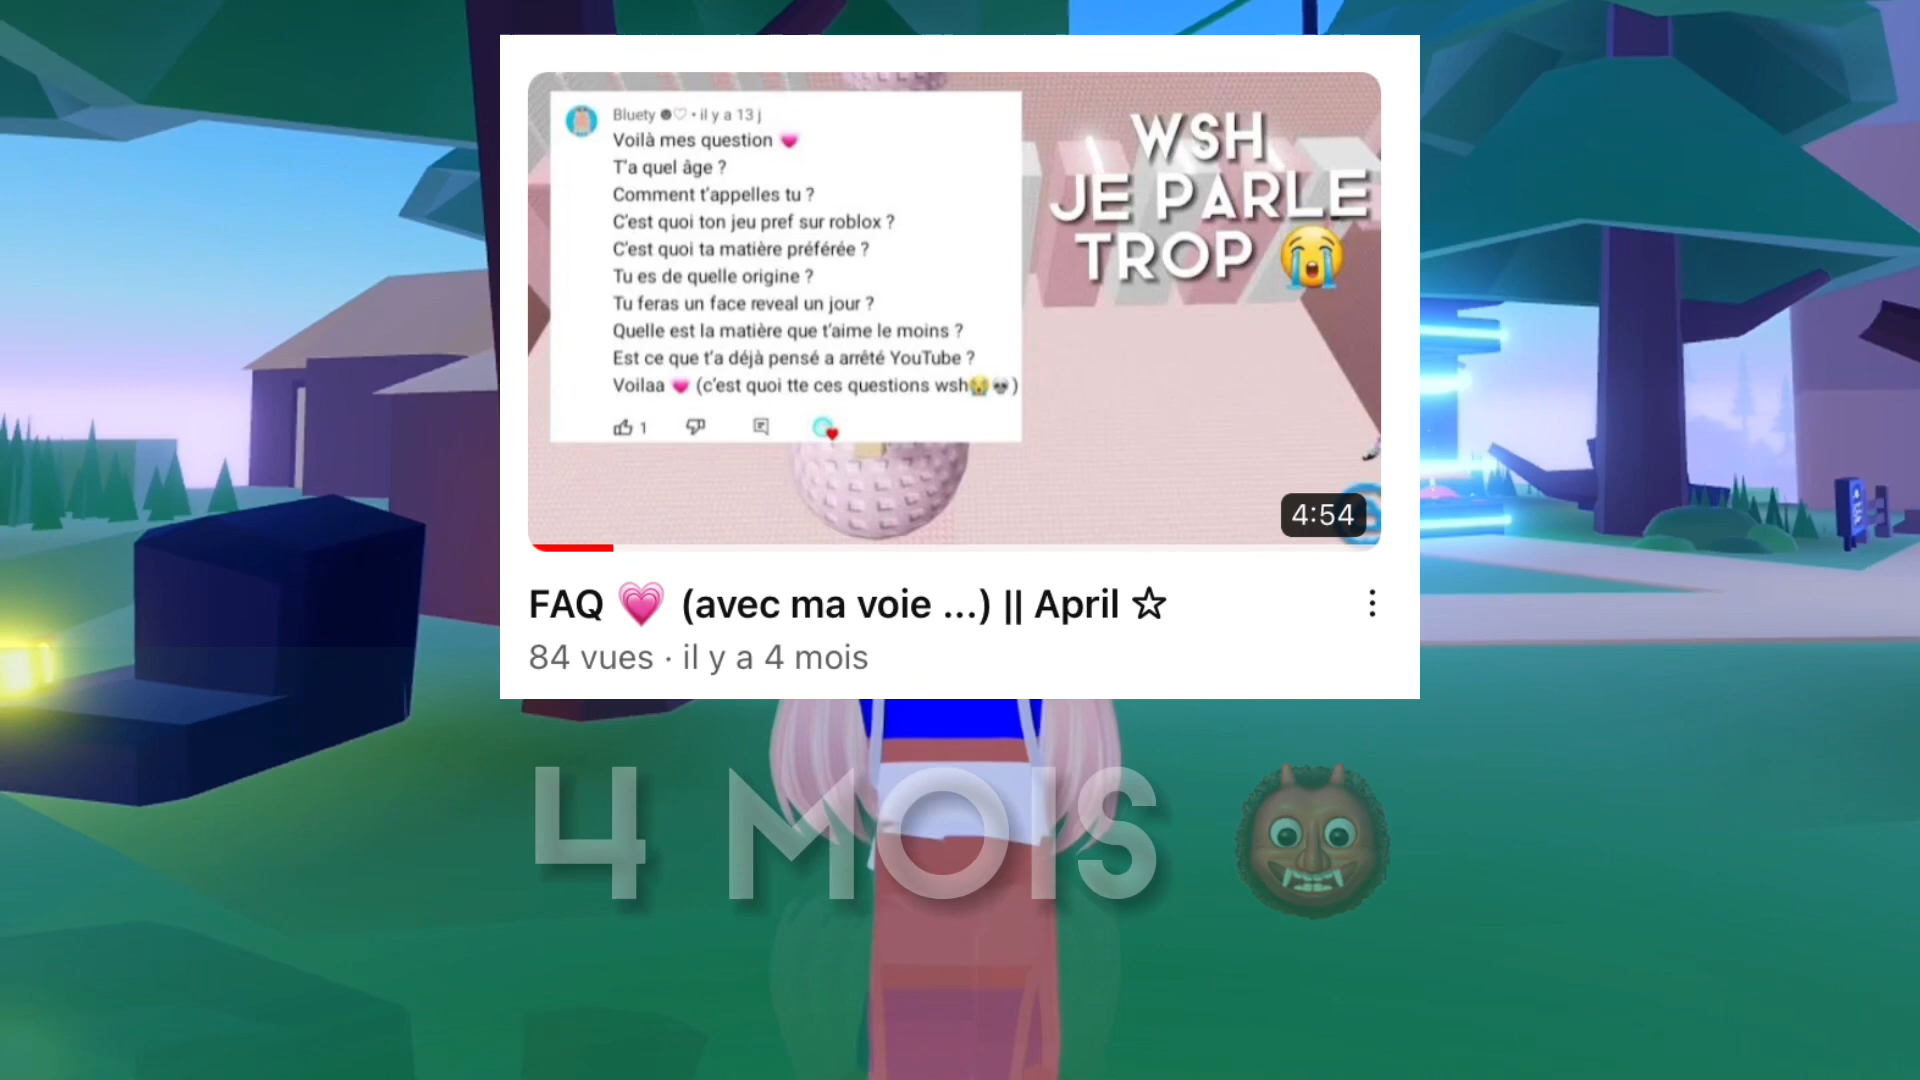 Bluety ☻♡ • il y a 13 j
Voilà mes question 💗
T'a quel âge ?
Comment t'appelles tu ?
C'est quoi ton jeu pref sur roblox ?
C'est quoi ta matière préférée ?
Tu es de quelle origine ?
Tu feras un face reveal un jour ?
Quelle est la matière que t'aime le moins ?
Est ce que t'a déjà pensé a arrêté YouTube ?
Voilaa 💗 (c'est quoi tte ces questions wsh😭💀)
1
WSH
JE PARLE
TROP 😭
4:54
FAQ 💗 (avec ma voie ...) || April ☆
84 vues · il y a 4 mois
4 MOIS 👹